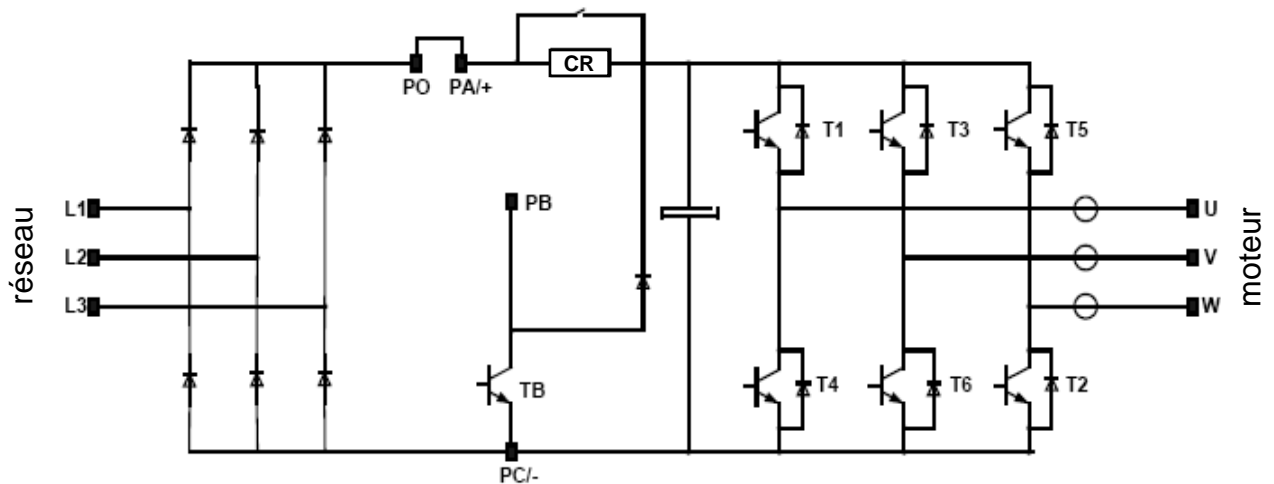 CR
PO
PA/+
T1
T3
T5
PB
réseau
L1
L2
L3
U
V
W
moteur
TB
T4
T6
T2
PC/-